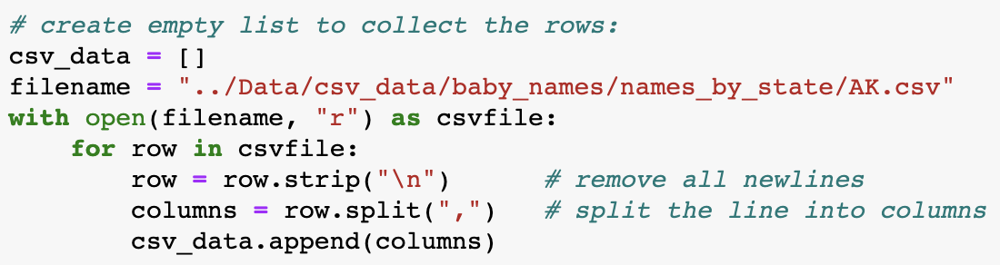 # create empty list to collect the rows:
csv_data = []
filename = "../Data/csv_data/baby_names/names_by_state/AK.csv"
with open(filename, "r") as csvfile:
    for row in csvfile:
        row = row.strip("\n")      # remove all newlines
        columns = row.split(",")   # split the line into columns
        csv_data.append(columns)